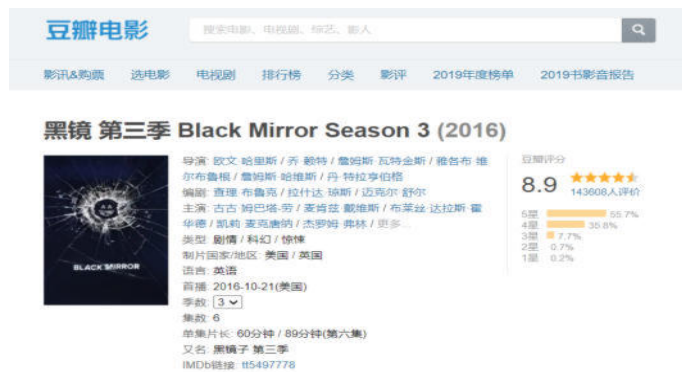 豆瓣电影
搜索电影、电视剧、综艺、影人
影讯&购票 选电影 电视剧 排行榜 分类 影评 2019年度榜单 2019书影音报告
黑镜 第三季 Black Mirror Season 3 (2016)
BLACK MIRROR
导演: 欧文·哈里斯 / 乔·赖特 / 詹姆斯·瓦特金斯 / 雅各布·维
尔布鲁根 / 詹姆斯·哈维斯 / 丹·特拉亨伯格
编剧: 查理·布鲁克 / 拉什达·琼斯 / 迈克尔·舒尔
主演: 古古·姆巴塔-劳 / 麦肯兹·戴维斯 / 布莱丝·达拉斯·霍
华德 / 凯莉·麦克唐纳 / 杰罗姆·弗林 / 更多...
类型: 剧情 / 科幻 / 惊悚
制片国家/地区: 美国 / 英国
语言: 英语
首播: 2016-10-21(美国)
季数: 3
集数: 6
单集片长: 60分钟 / 89分钟(第六集)
又名: 黑镜子 第三季
IMDb链接: tt5497778
豆瓣评分
8.9
143608人评价
5星 55.7%
4星 35.8%
3星 7.7%
2星 0.7%
1星 0.2%